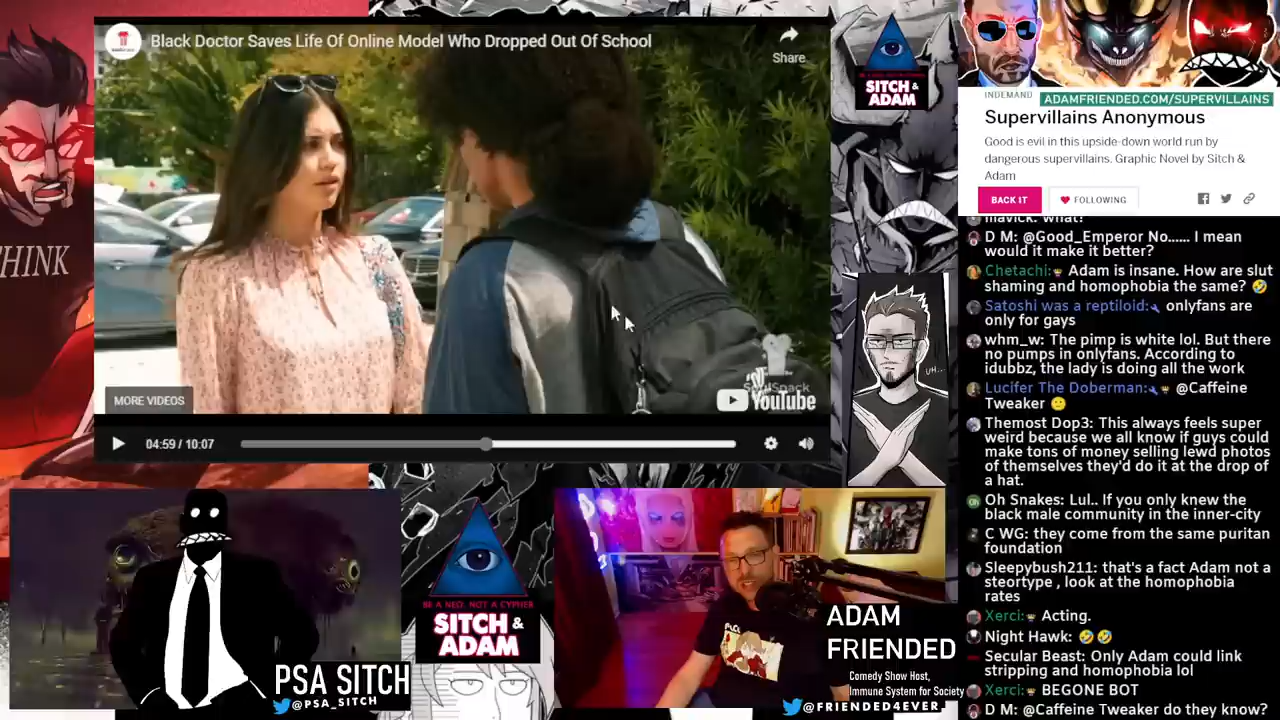 THINK
Black Doctor Saves Life Of Online Model Who Dropped Out Of School
Share
MORE VIDEOS
SoulSnack
YouTube
04:59 / 10:07
SITCH &
ADAM
UH...
INDEMAND
ADAMFRIENDED.COM/SUPERVILLAINS
Supervillains Anonymous
Good is evil in this upside-down world run by
dangerous supervillains. Graphic Novel by Sitch &
Adam
BACK IT
FOLLOWING
mavick. what?
D M: @Good_Emperor No...... I mean
would it make it better?
Chetachi: Adam is insane. How are slut
shaming and homophobia the same? 🤣
Satoshi was a reptiloid: onlyfans are
only for gays
whm_w: The pimp is white lol. But there
no pumps in onlyfans. According to
idubbz, the lady is doing all the work
Lucifer The Doberman: @Caffeine
Tweaker 🙁
Themost Dop3: This always feels super
weird because we all know if guys could
make tons of money selling lewd photos
of themselves they'd do it at the drop of
a hat.
Oh Snakes: Lul.. If you only knew the
black male community in the inner-city
C WG: they come from the same puritan
foundation
Sleepybush211: that's a fact Adam not a
steortype , look at the homophobia
rates
Xerci: Acting.
Night Hawk: 🤣🤣
Secular Beast: Only Adam could link
stripping and homophobia lol
Xerci: BEGONE BOT
D M: @Caffeine Tweaker do they know?
PSA SITCH
@PSA_SITCH
BE A NEO, NOT A CYPHER
SITCH &
ADAM
ADAM
FRIENDED
Comedy Show Host,
Immune System for Society
@FRIENDED4EVER